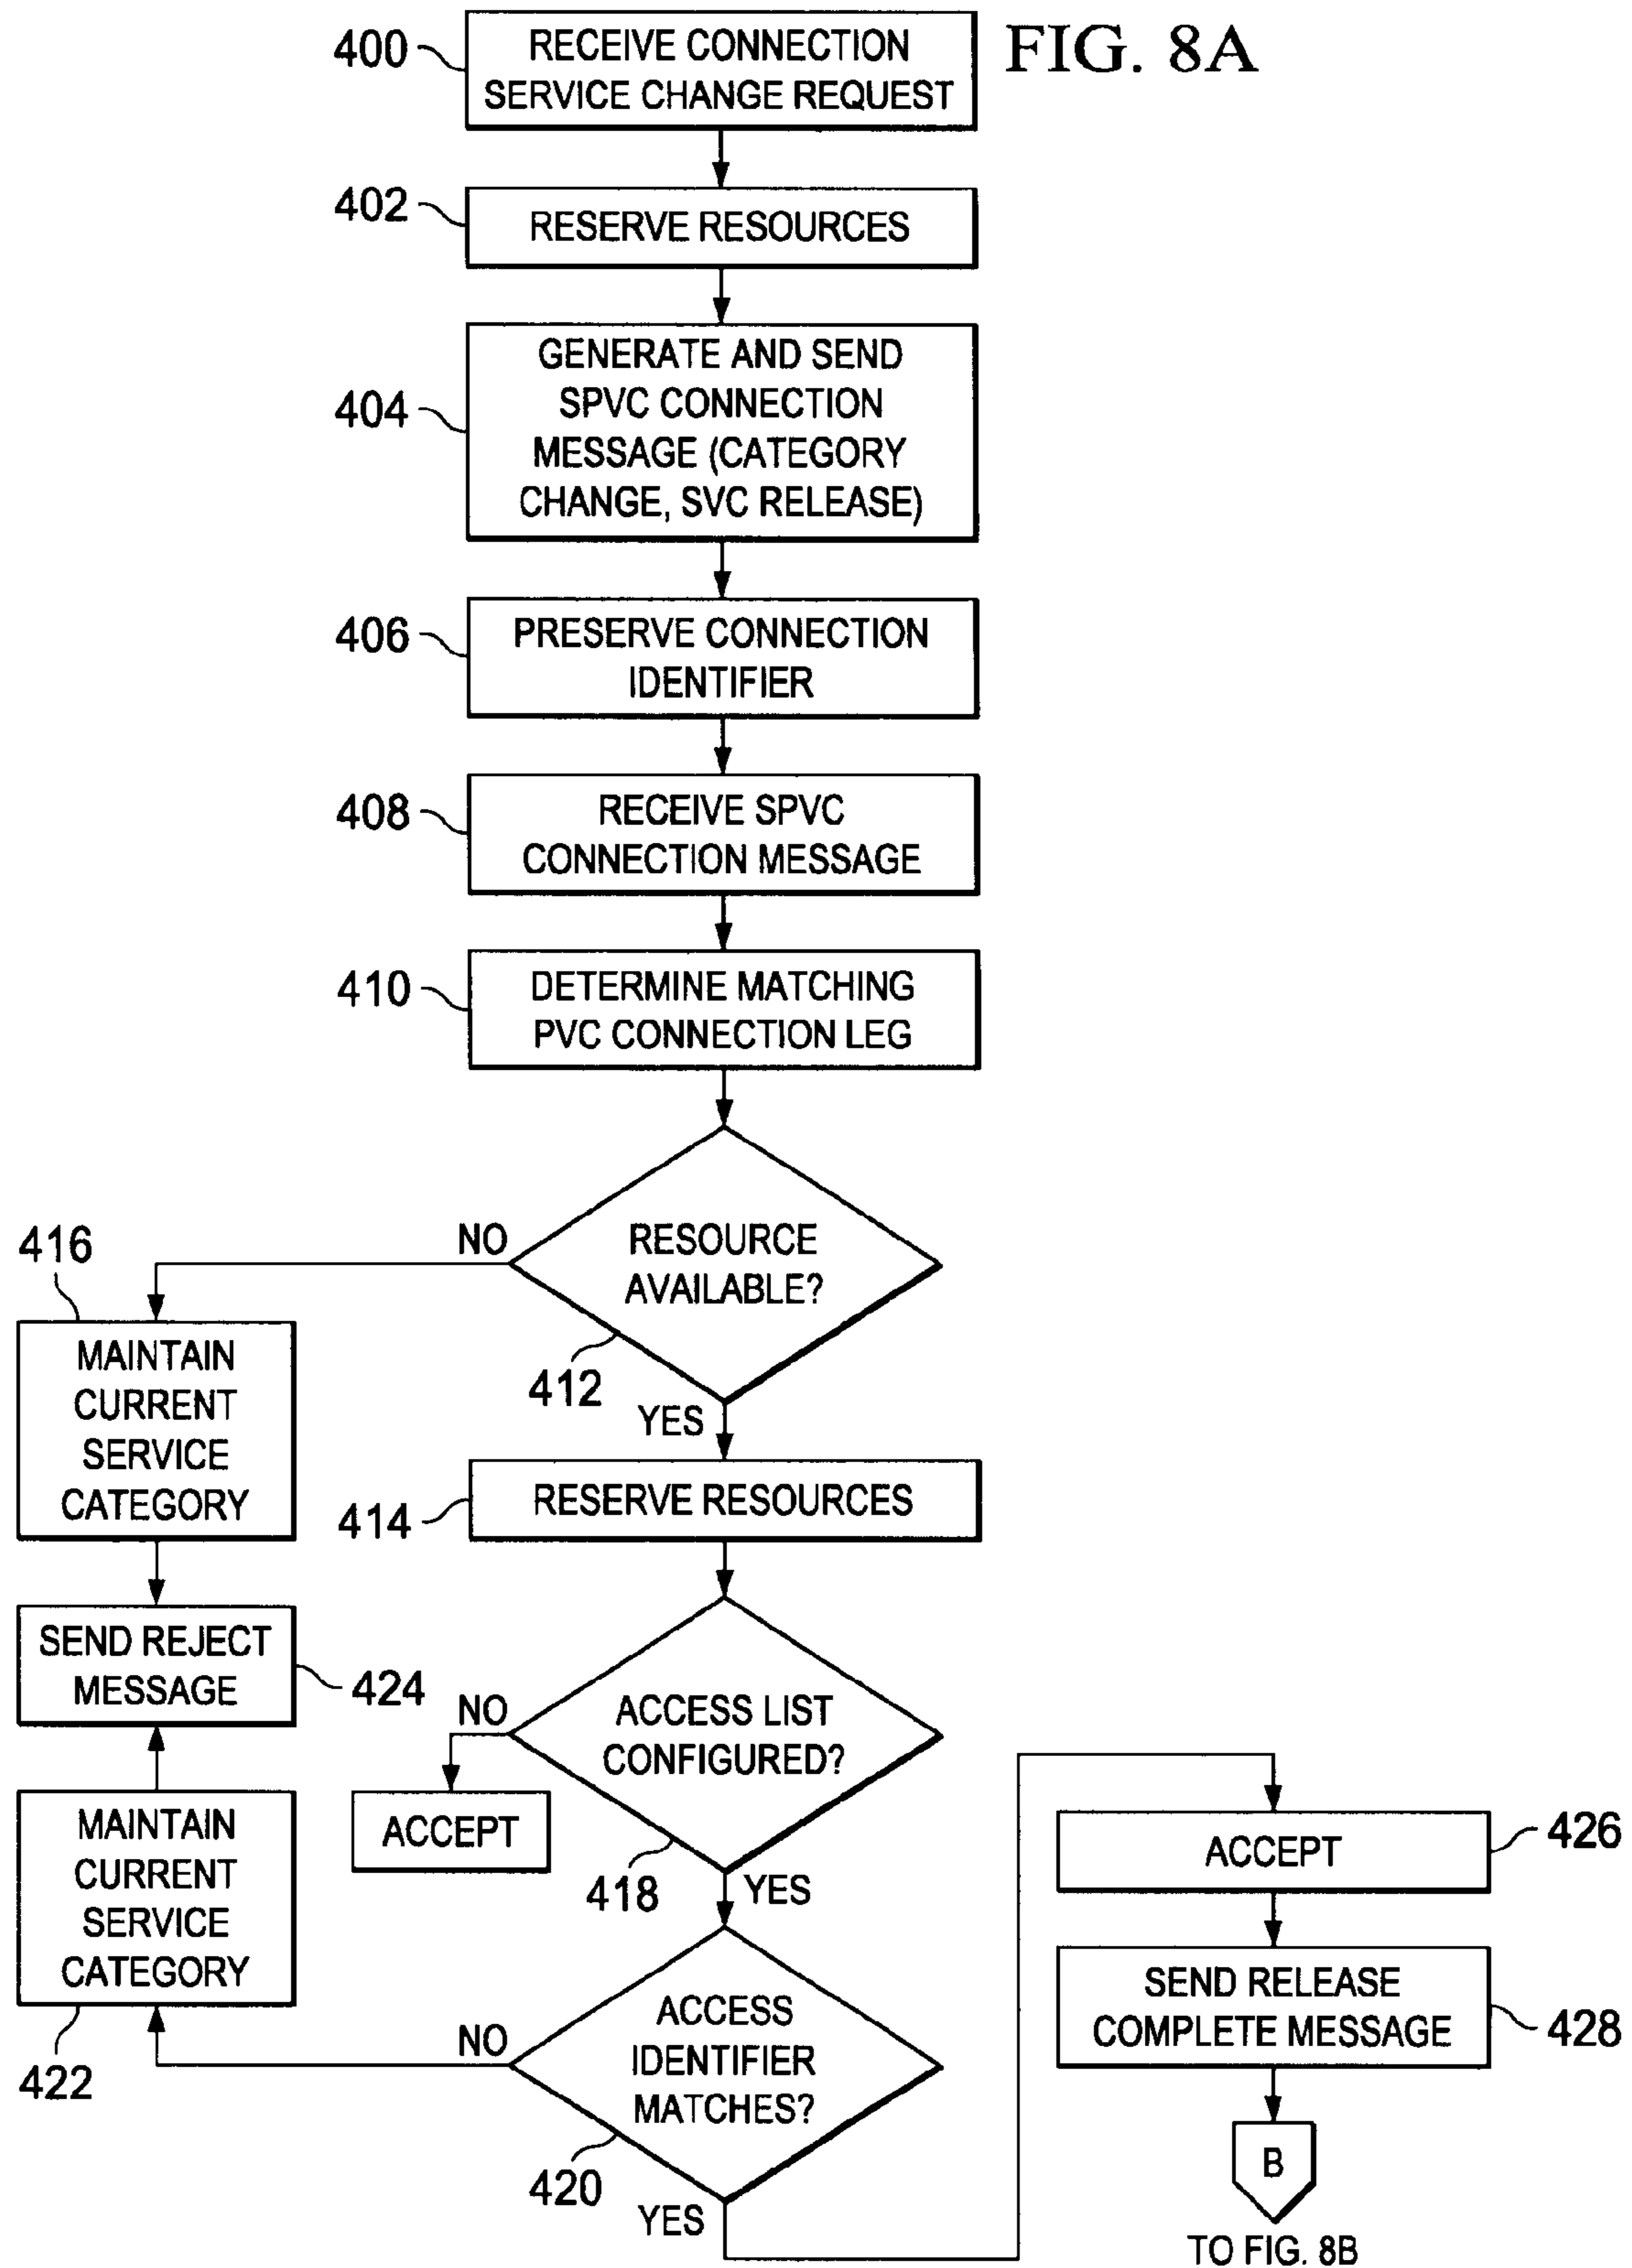 FIG. 8A
400
RECEIVE CONNECTION
SERVICE CHANGE REQUEST
402
RESERVE RESOURCES
404
GENERATE AND SEND
SPVC CONNECTION
MESSAGE (CATEGORY
CHANGE, SVC RELEASE)
406
PRESERVE CONNECTION
IDENTIFIER
408
RECEIVE SPVC
CONNECTION MESSAGE
410
DETERMINE MATCHING
PVC CONNECTION LEG
RESOURCE
AVAILABLE?
412
NO
YES
416
MAINTAIN
CURRENT
SERVICE
CATEGORY
414
RESERVE RESOURCES
SEND REJECT
MESSAGE
424
ACCESS LIST
CONFIGURED?
418
NO
ACCEPT
YES
MAINTAIN
CURRENT
SERVICE
CATEGORY
422
ACCESS
IDENTIFIER
MATCHES?
420
NO
YES
ACCEPT
426
SEND RELEASE
COMPLETE MESSAGE
428
B
TO FIG. 8B